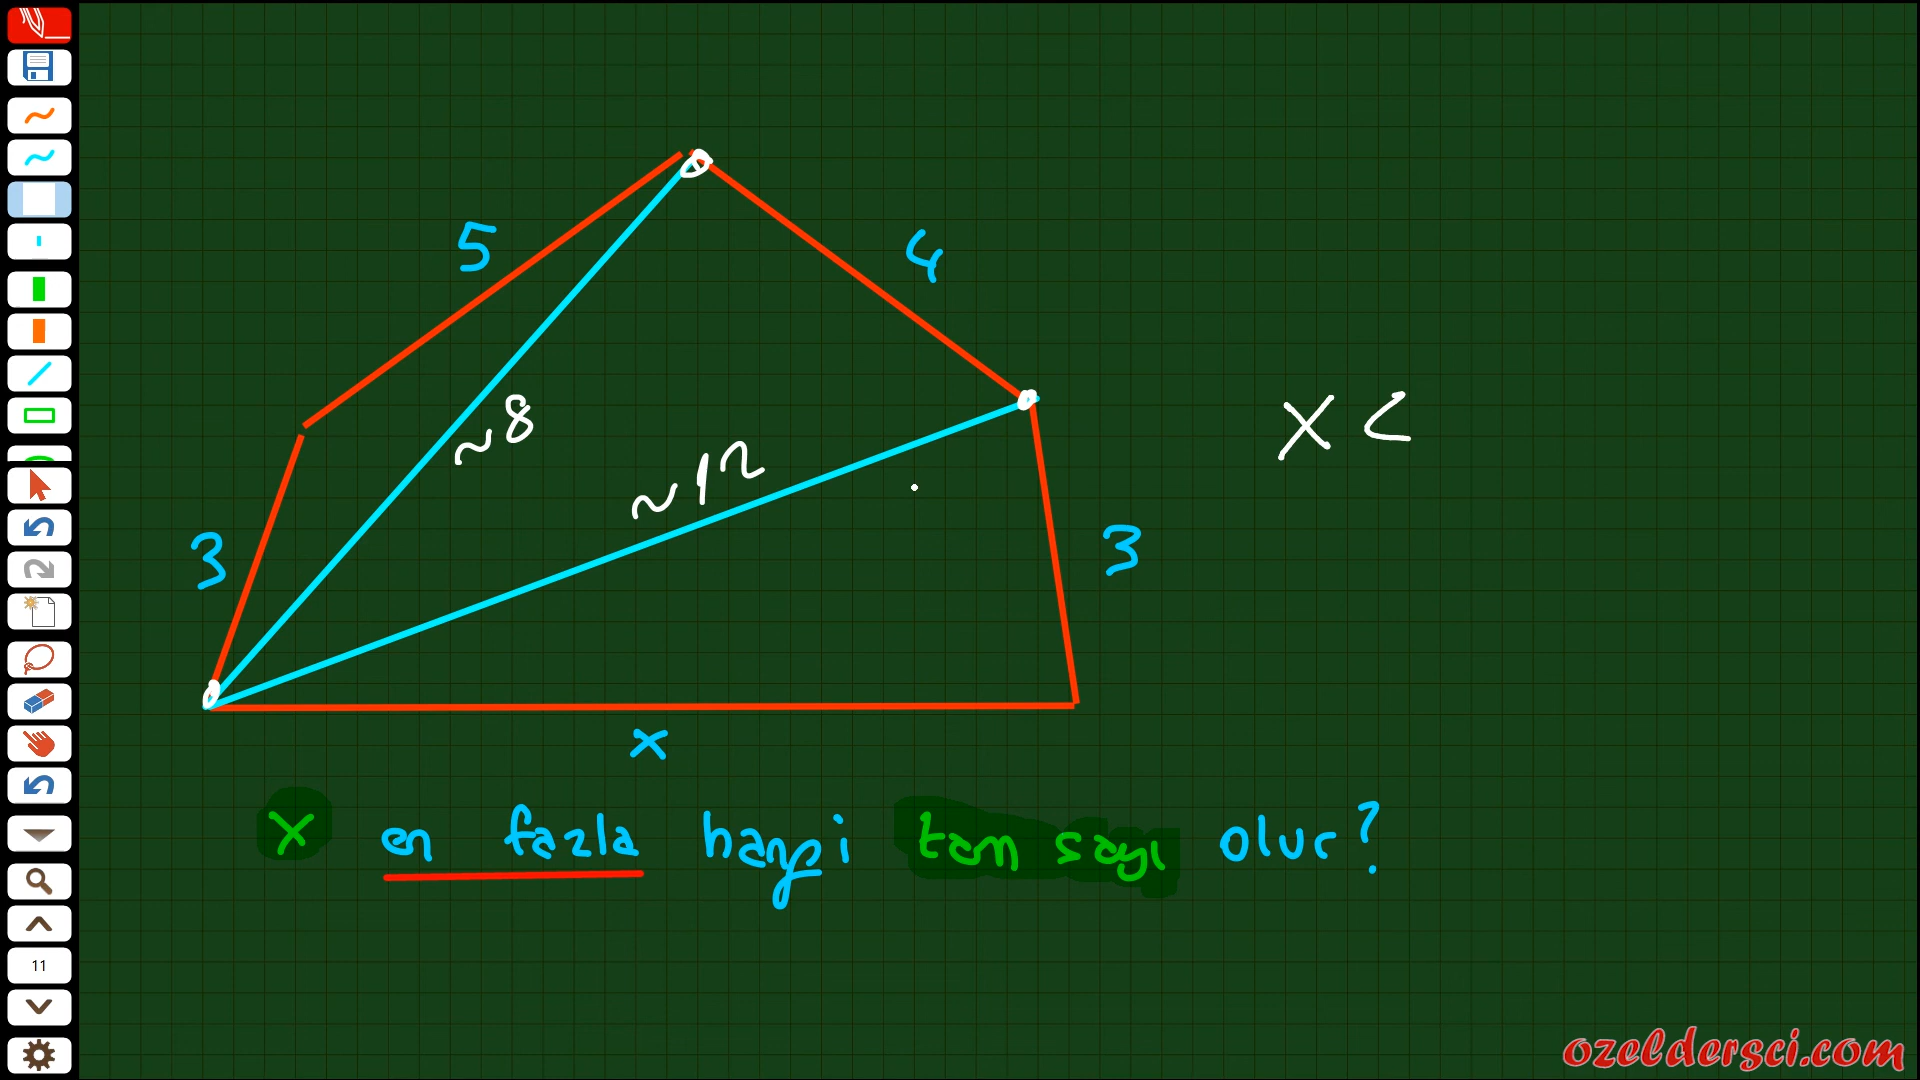 5
4
~8
~12
x <
3
3
x
X en fazla hangi tam sayı olur?
11
ozeldersci.com